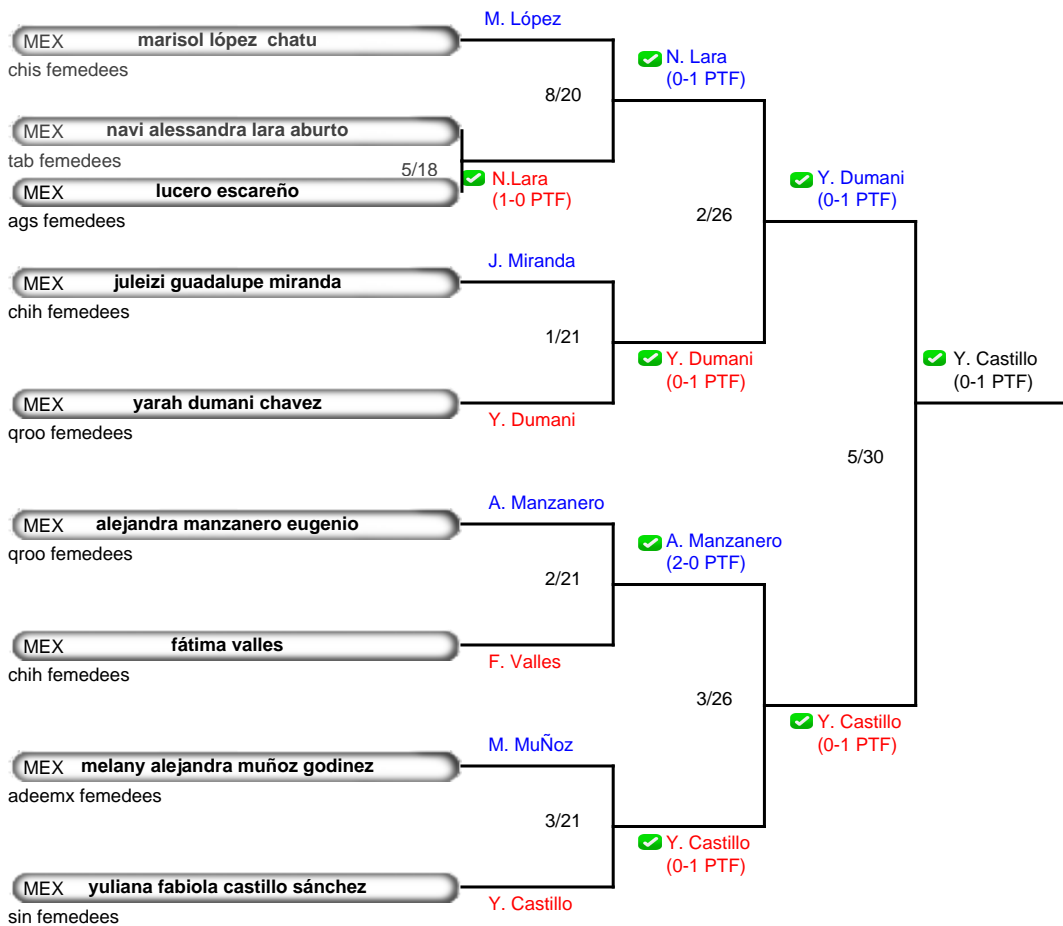 M. López
MEX marisol lópez chatu
chis femedees
N. Lara
(0-1 PTF)
8/20
MEX navi alessandra lara aburto
tab femedees
5/18
N.Lara
(1-0 PTF)
MEX lucero escareño
ags femedees
Y. Dumani
(0-1 PTF)
2/26
J. Miranda
MEX juleizi guadalupe miranda
chih femedees
1/21
Y. Dumani
(0-1 PTF)
Y. Castillo
(0-1 PTF)
MEX yarah dumani chavez
qroo femedees
Y. Dumani
5/30
A. Manzanero
MEX alejandra manzanero eugenio
qroo femedees
A. Manzanero
(2-0 PTF)
2/21
MEX fátima valles
chih femedees
F. Valles
3/26
Y. Castillo
(0-1 PTF)
M. MuÑoz
MEX melany alejandra muñoz godinez
adeemx femedees
3/21
Y. Castillo
(0-1 PTF)
MEX yuliana fabiola castillo sánchez
sin femedees
Y. Castillo